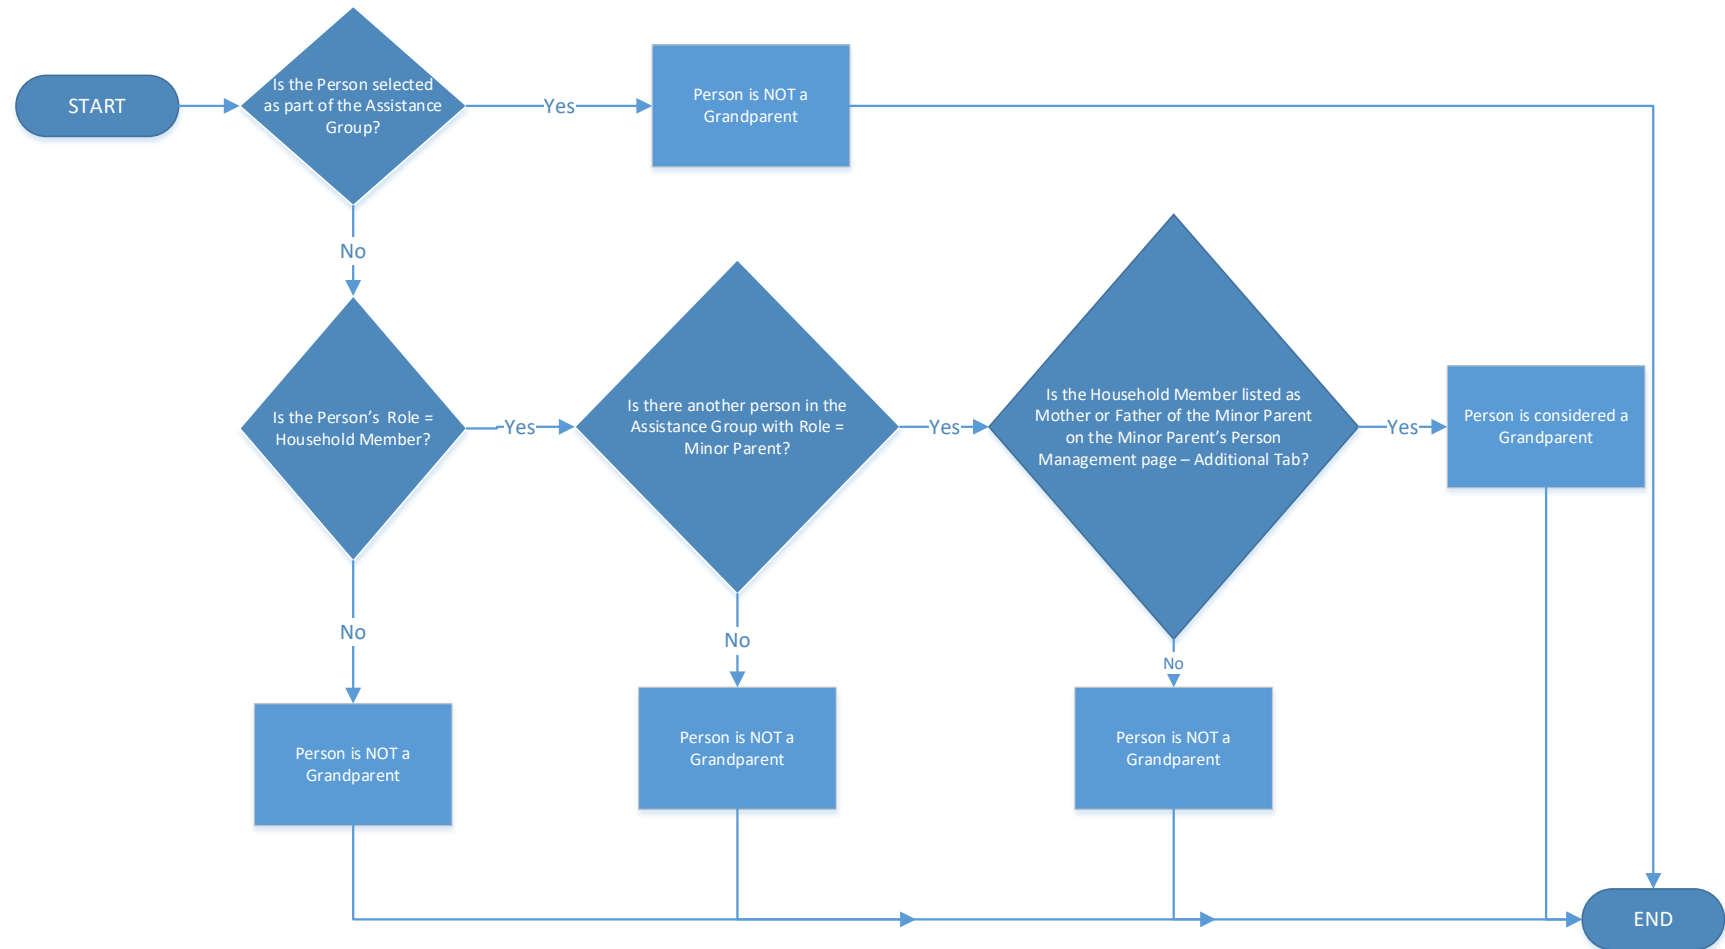 START
Is the Person selected
as part of the Assistance
Group?
Yes
Person is NOT a
Grandparent
No
Is the Person's Role =
Household Member?
Yes
Is there another person in the
Assistance Group with Role =
Minor Parent?
Yes
Is the Household Member listed as
Mother or Father of the Minor Parent
on the Minor Parent's Person
Management page – Additional Tab?
Yes
Person is considered a
Grandparent
No
Person is NOT a
Grandparent
No
Person is NOT a
Grandparent
No
Person is NOT a
Grandparent
END